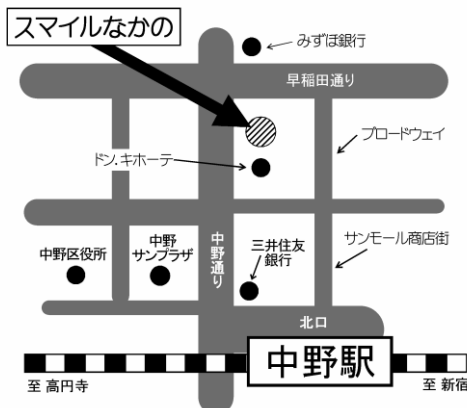 スマイルなかの
みずほ銀行
早稲田通り
ブロードウェイ
ドン.キホーテ
中野区役所
中野
サンプラザ
中野通り
三井住友
銀行
サンモール商店街
北口
中野駅
至 高円寺
至 新宿